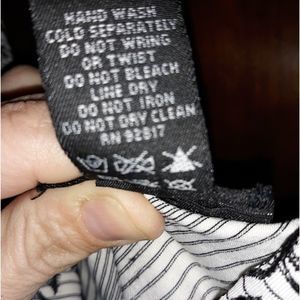 HAND WASH
COLD SEPARATELY
DO NOT WRING
OR TWIST
DO NOT BLEACH
LINE DRY
DO NOT IRON
DO NOT DRY CLEAN
RN 92917